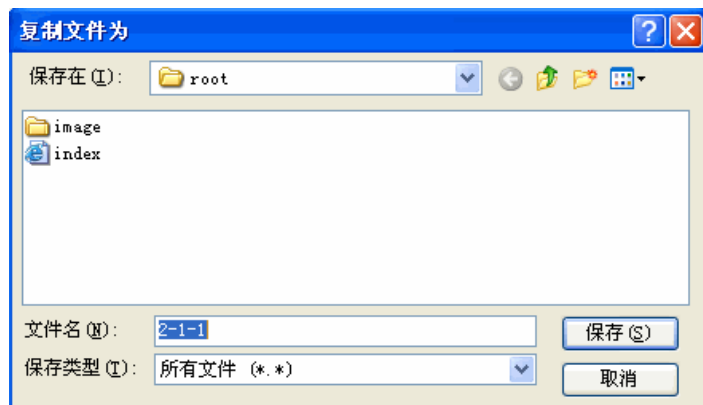 复制文件为
保存在(I): root
image
index
文件名(N): 2-1-1 保存(S)
保存类型(T): 所有文件 (*.*) 取消